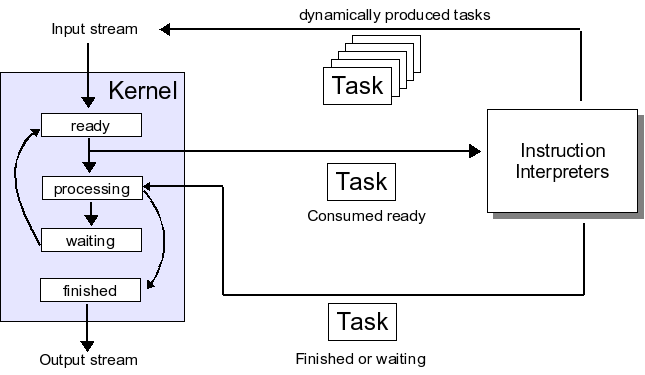 dynamically produced tasks
Input stream
Task
Kernel
ready
Instruction
Interpreters
Task
processing
Consumed ready
waiting
finished
Task
Output stream
Finished or waiting